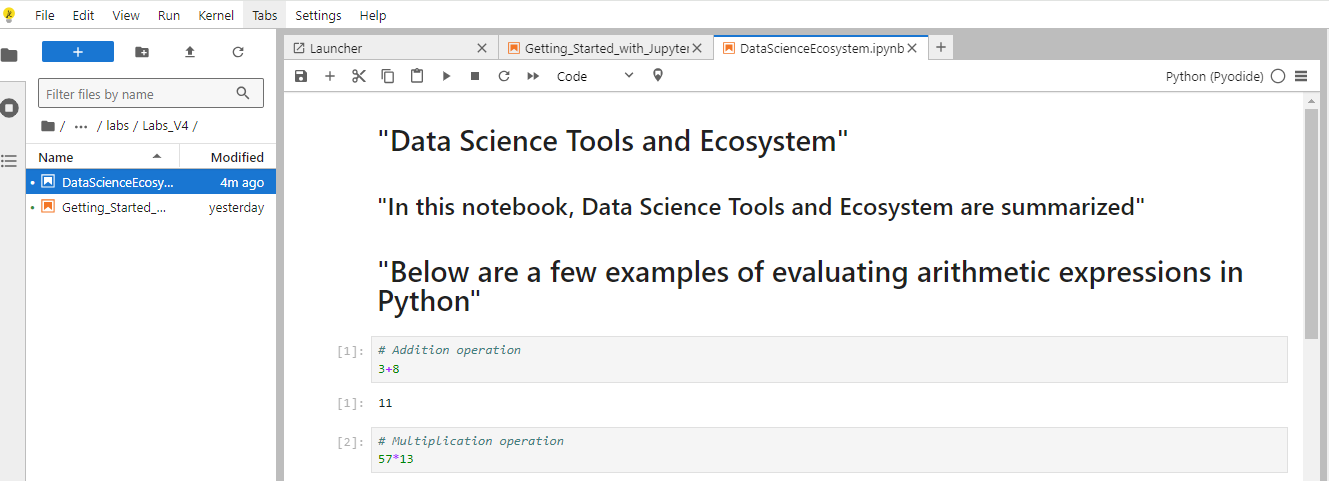 File Edit View Run Kernel Tabs Settings Help
Launcher
Getting_Started_with_Jupyter
DataScienceEcosystem.ipynb
Filter files by name
/ ... / labs / Labs_V4 /
Name Modified
DataScienceEcosy... 4m ago
Getting_Started_... yesterday
Code
Python (Pyodide)
"Data Science Tools and Ecosystem"
"In this notebook, Data Science Tools and Ecosystem are summarized"
"Below are a few examples of evaluating arithmetic expressions in
Python"
[1]: # Addition operation
3+8
[1]: 11
[2]: # Multiplication operation
57*13